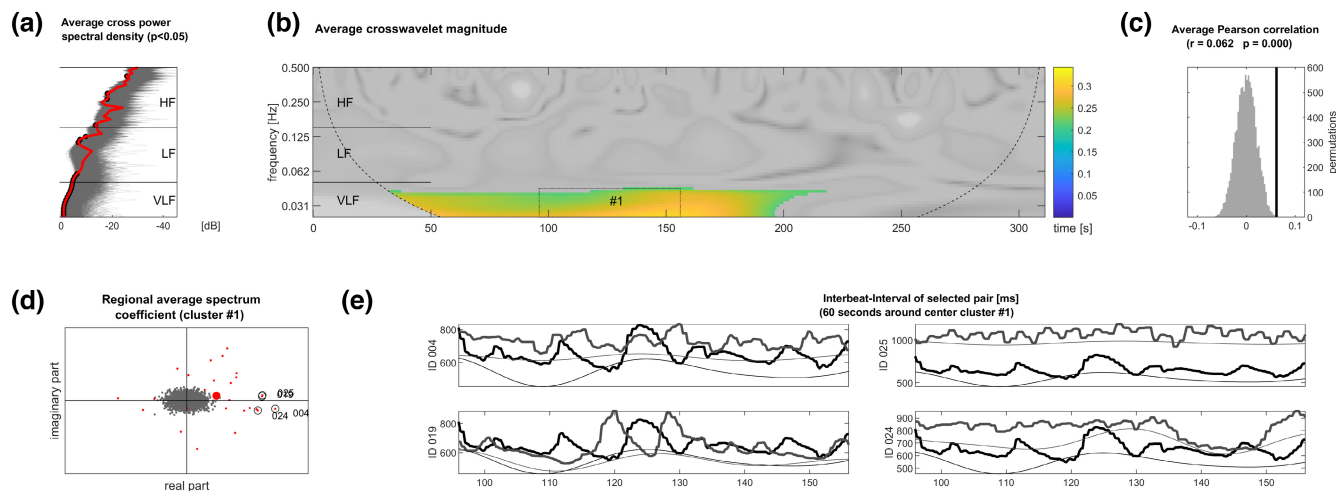 (a)
Average cross power
spectral density (p<0.05)
HF
LF
VLF
0 -20 -40 [dB]
(b)
Average crosswavelet magnitude
frequency [Hz]
0.500
0.250
0.125
0.062
0.031
HF
LF
VLF
#1
0 50 100 150 200 250 300
time [s]
0.3
0.25
0.2
0.15
0.1
0.05
(c)
Average Pearson correlation
(r = 0.062 p = 0.000)
600
500
400
300
200
100
0
permutations
-0.1 0 0.1
(d)
Regional average spectrum
coefficient (cluster #1)
imaginary part
real part
024 004
(e)
Interbeat-Interval of selected pair [ms]
(60 seconds around center cluster #1)
ID 004
800
600
ID 025
1000
500
ID 019
800
600
100 110 120 130 140 150
ID 024
900
800
700
600
500
100 110 120 130 140 150